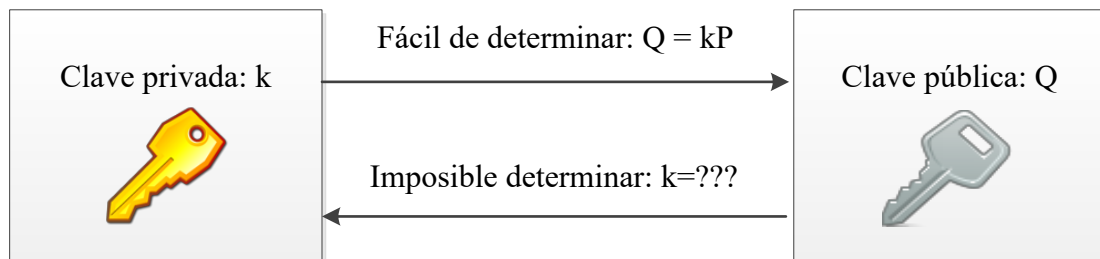 Fácil de determinar: Q = kP
Clave privada: k
Clave pública: Q
Imposible determinar: k=???